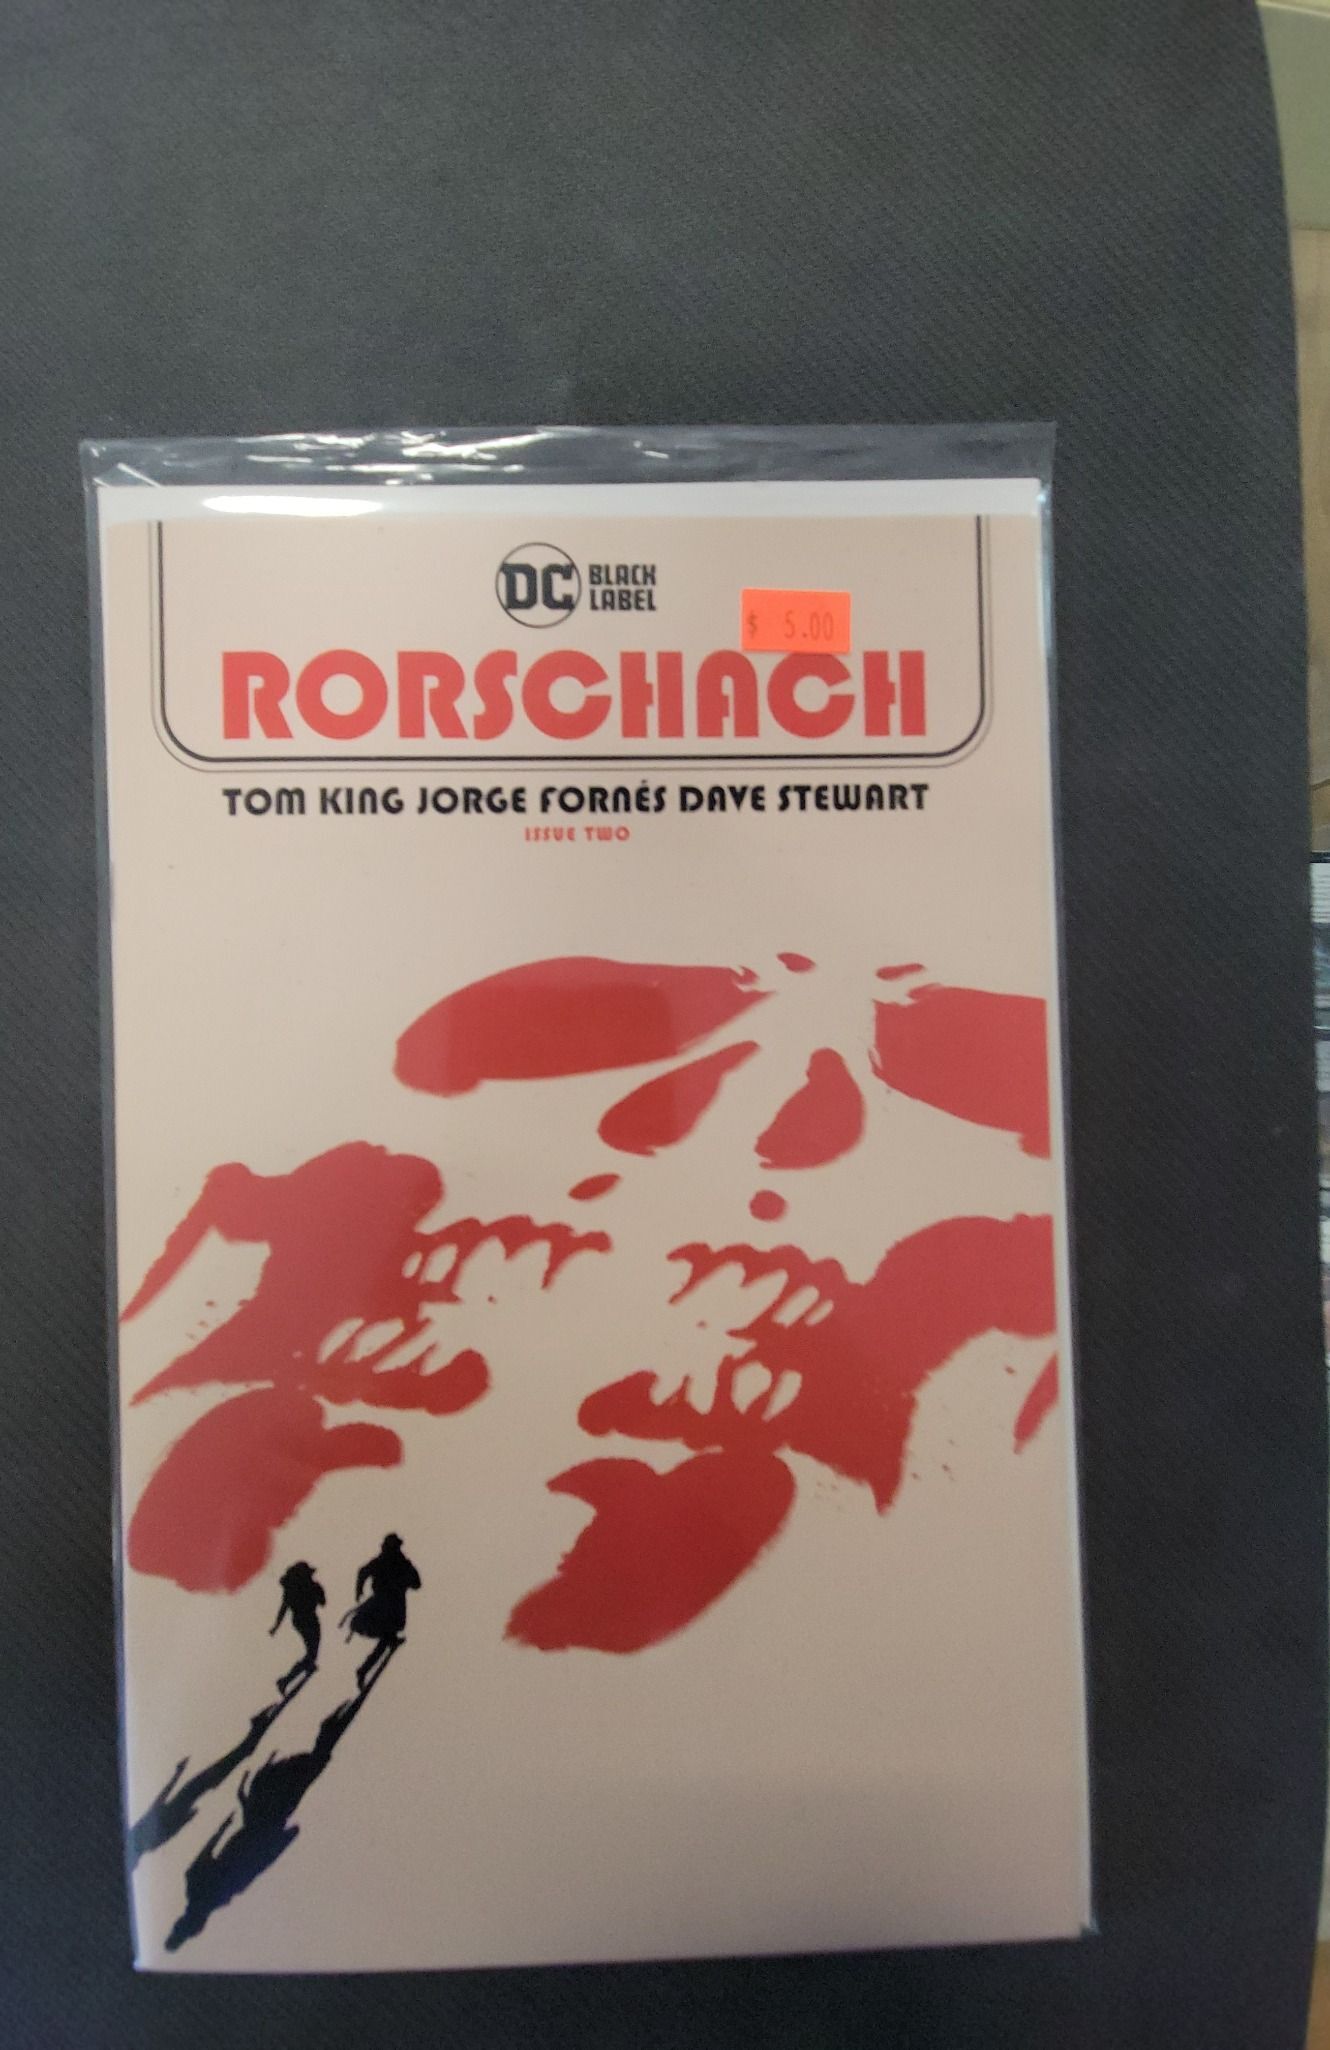 DC BLACK
LABEL
$ 5.00
RORSCHACH
TOM KING JORGE FORNÉS DAVE STEWART
ISSUE TWO